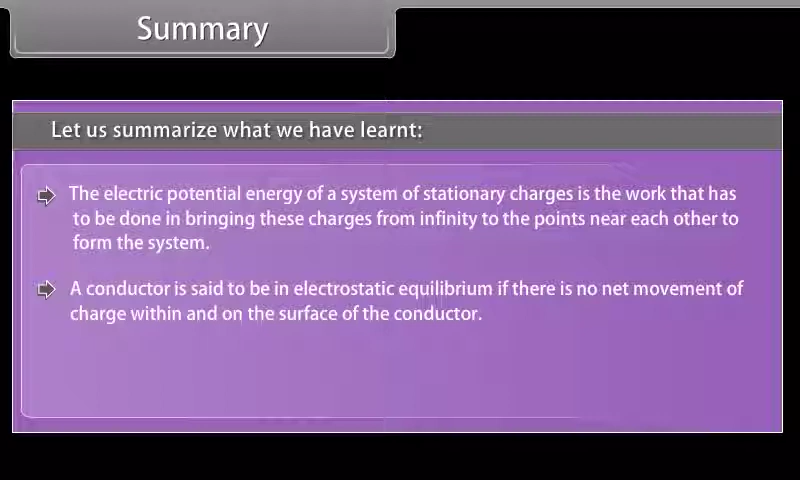 Summary
Let us summarize what we have learnt:
The electric potential energy of a system of stationary charges is the work that has
to be done in bringing these charges from infinity to the points near each other to
form the system.
A conductor is said to be in electrostatic equilibrium if there is no net movement of
charge within and on the surface of the conductor.